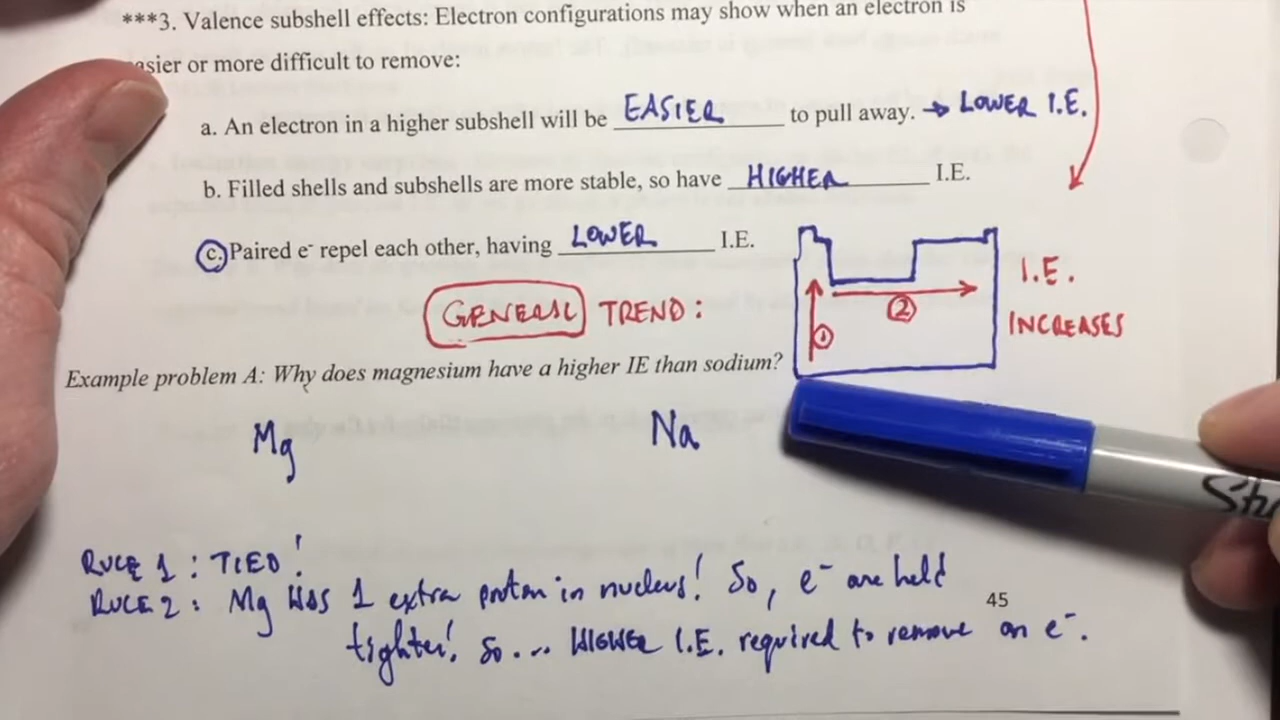 ***3. Valence subshell effects: Electron configurations may show when an electron is
easier or more difficult to remove:
a. An electron in a higher subshell will be EASIER to pull away. → LOWER I.E.
b. Filled shells and subshells are more stable, so have HIGHER I.E.
c. Paired e⁻ repel each other, having LOWER I.E.
GENERAL TREND:
① ②
I.E.
INCREASES
Example problem A: Why does magnesium have a higher IE than sodium?
Mg Na
RULE 1: TIED!
RULE 2: Mg HAS 1 extra proton in nucleus! So, e⁻ are held
45
tighter! So... HIGHER I.E. required to remove an e⁻.